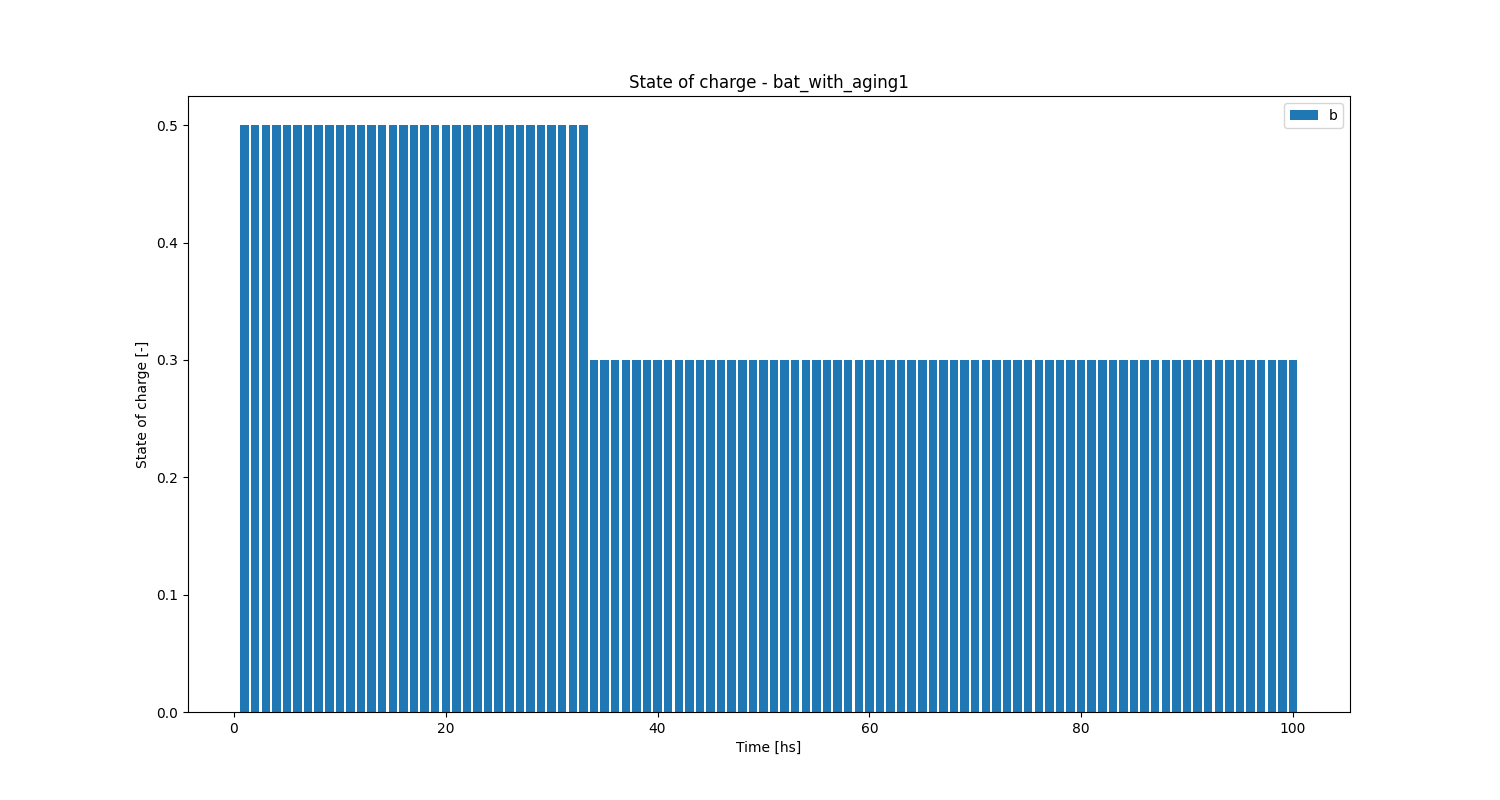 State of charge - bat_with_aging1
b
0.5
0.4
0.3
0.2
0.1
0.0
State of charge [-]
0 20 40 60 80 100
Time [hs]